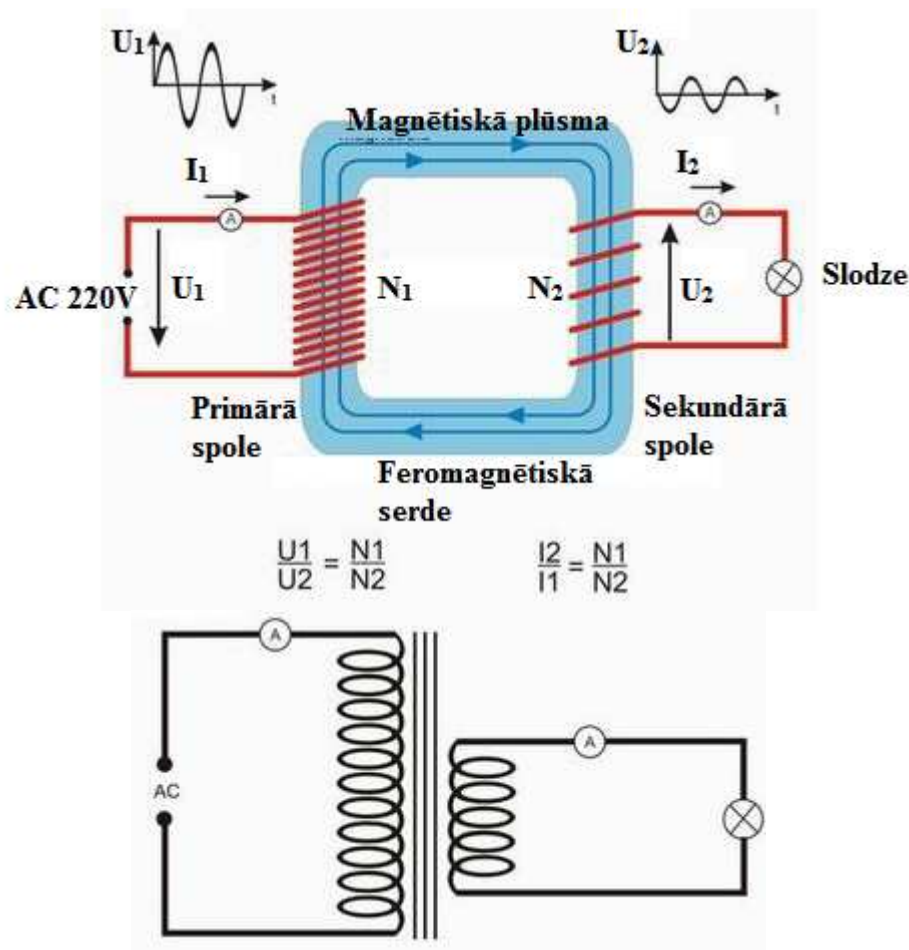 U1
t
U2
t
Magnētiskā plūsma
I1
A
I2
A
AC 220V
U1
N1
N2
U2
Slodze
Primārā
spole
Sekundārā
spole
Feromagnētiskā
serde
U1/U2 = N1/N2
I2/I1 = N1/N2
A
A
AC